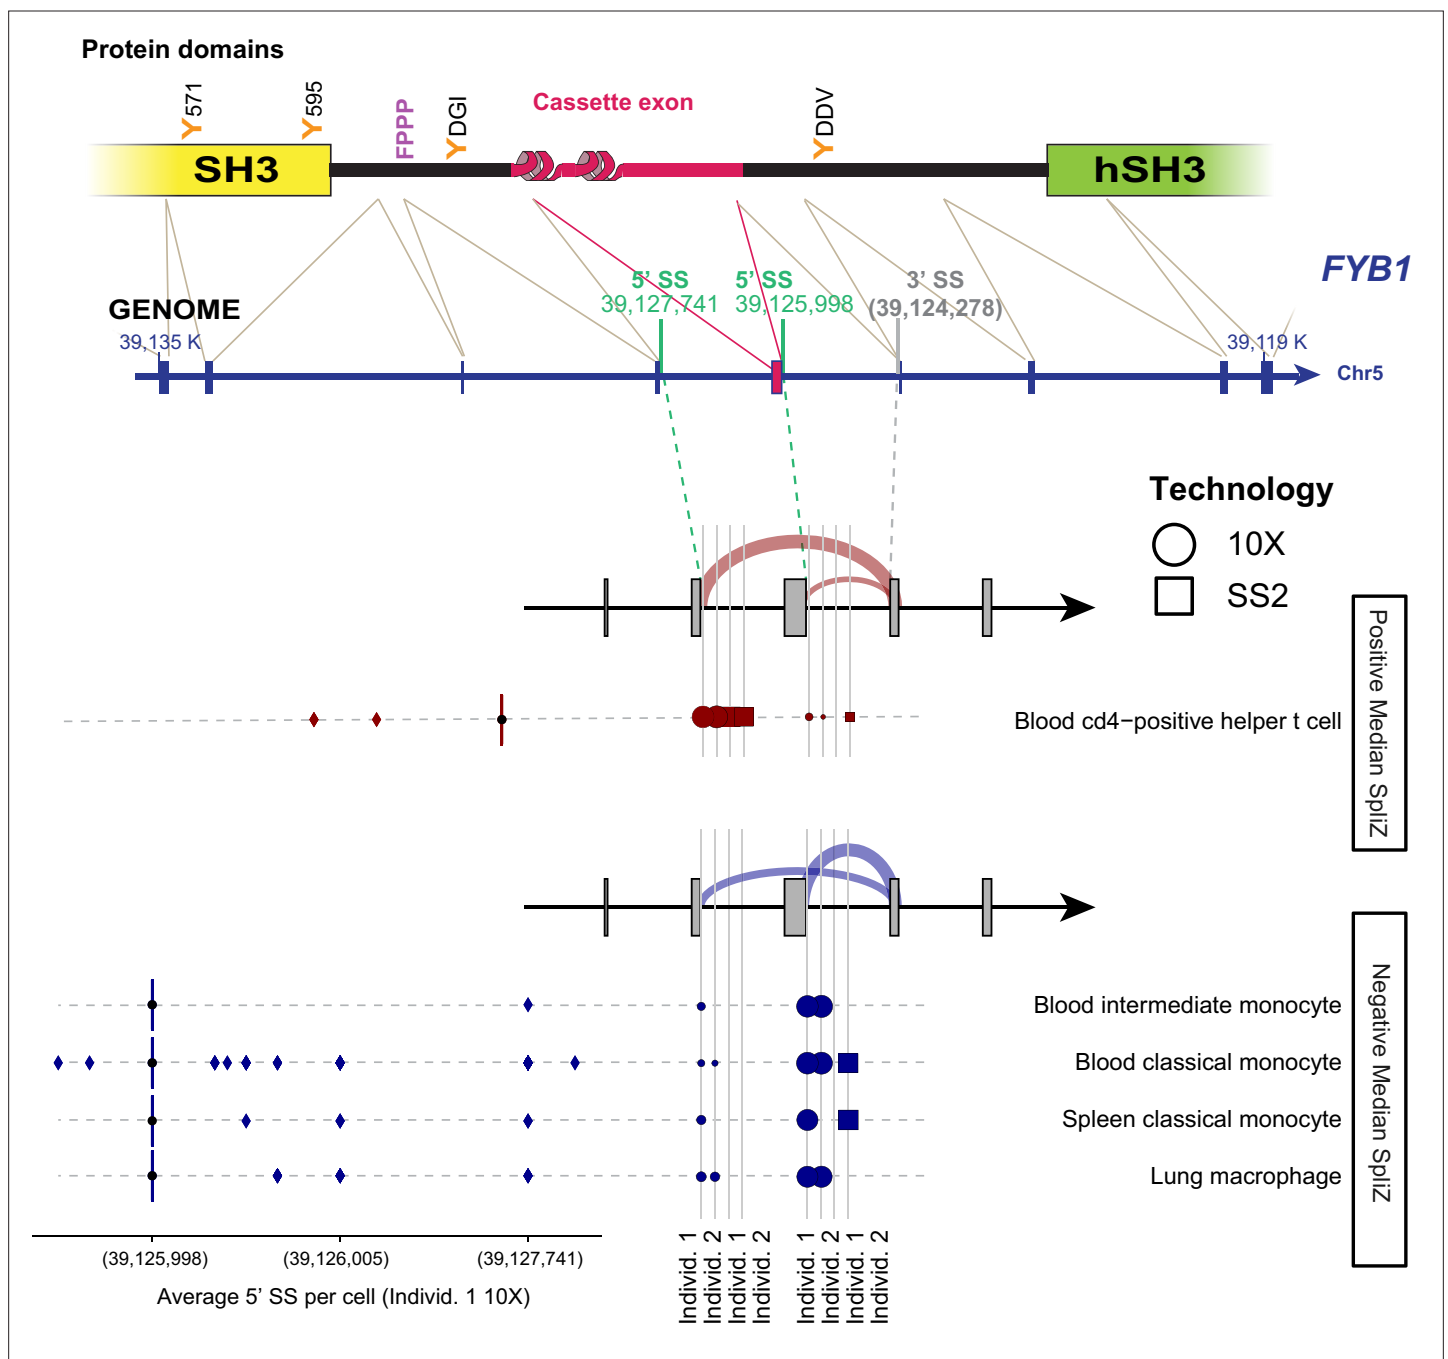 Protein domains
Y571
Y595
FPPP
YDGI
Cassette exon
YDDV
SH3
hSH3
FYB1
5' SS
39,127,741
5' SS
39,125,998
3' SS
(39,124,278)
GENOME
39,135 K
39,119 K
Chr5
Technology
10X
SS2
Positive Median SpliZ
Blood cd4−positive helper t cell
Negative Median SpliZ
Blood intermediate monocyte
Blood classical monocyte
Spleen classical monocyte
Lung macrophage
(39,125,998)
(39,126,005)
(39,127,741)
Average 5' SS per cell (Individ. 1 10X)
Individ. 1
Individ. 2
Individ. 1
Individ. 2
Individ. 1
Individ. 2
Individ. 1
Individ. 2